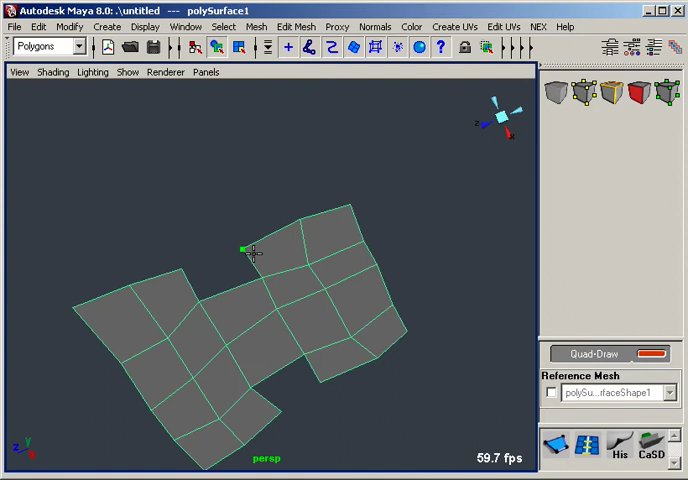 Autodesk Maya 8.0: .\untitled --- polySurface1
File Edit Modify Create Display Window Mesh Edit Mesh Proxy Normals Color Create UVs Edit UVs NEX Help
Polygons
View Shading Lighting Show Renderer Panels
z
x
Quad-Draw
Reference Mesh
polySu...rfaceShape1
His CaSD
y
z
x
persp
59.7 fps